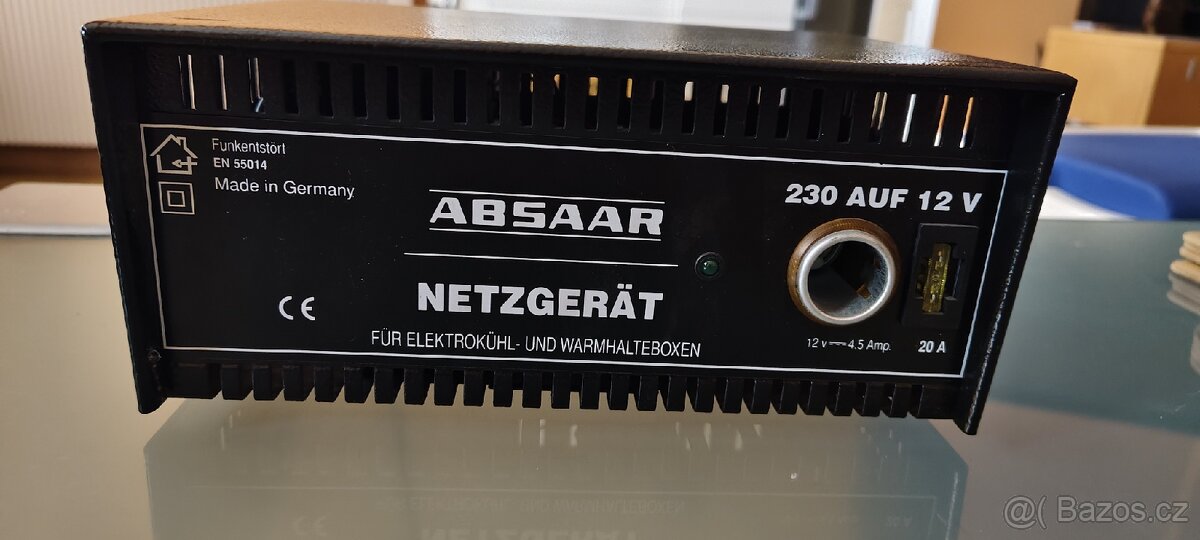 Funkentstört
EN 55014
Made in Germany
ABSAAR
NETZGERÄT
FÜR ELEKTROKÜHL- UND WARMHALTEBOXEN
CE
230 AUF 12 V
12 v ⎓ 4.5 Amp.
20 A
@( Bazos.cz